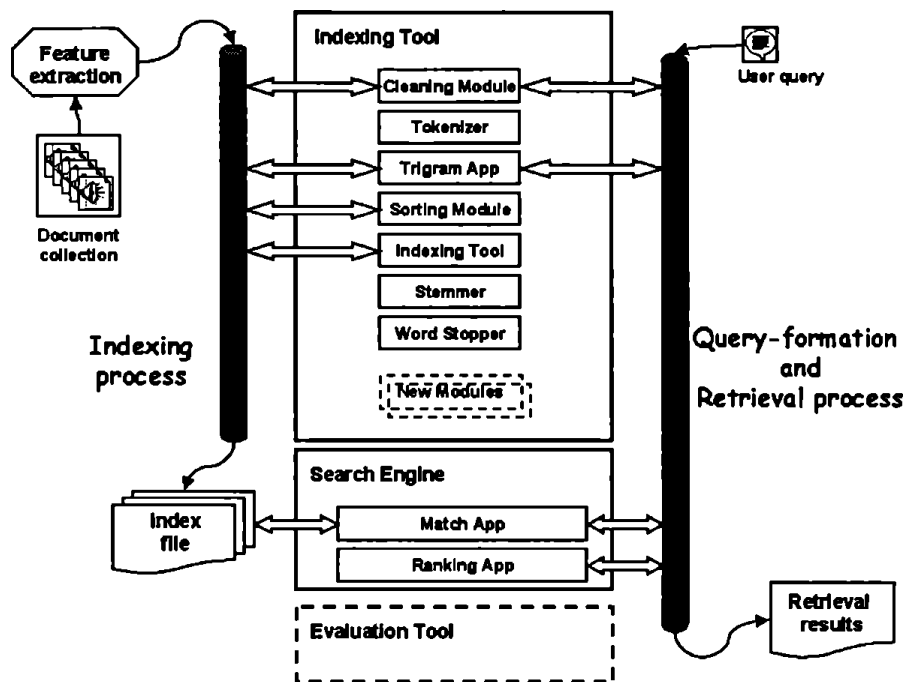 Feature
extraction
Document
collection
Indexing
process
Index
file
Indexing Tool
Cleaning Module
Tokenizer
Trigram App
Sorting Module
Indexing Tool
Stemmer
Word Stopper
New Modules
Search Engine
Match App
Ranking App
Evaluation Tool
User query
Query-formation
and
Retrieval process
Retrieval
results